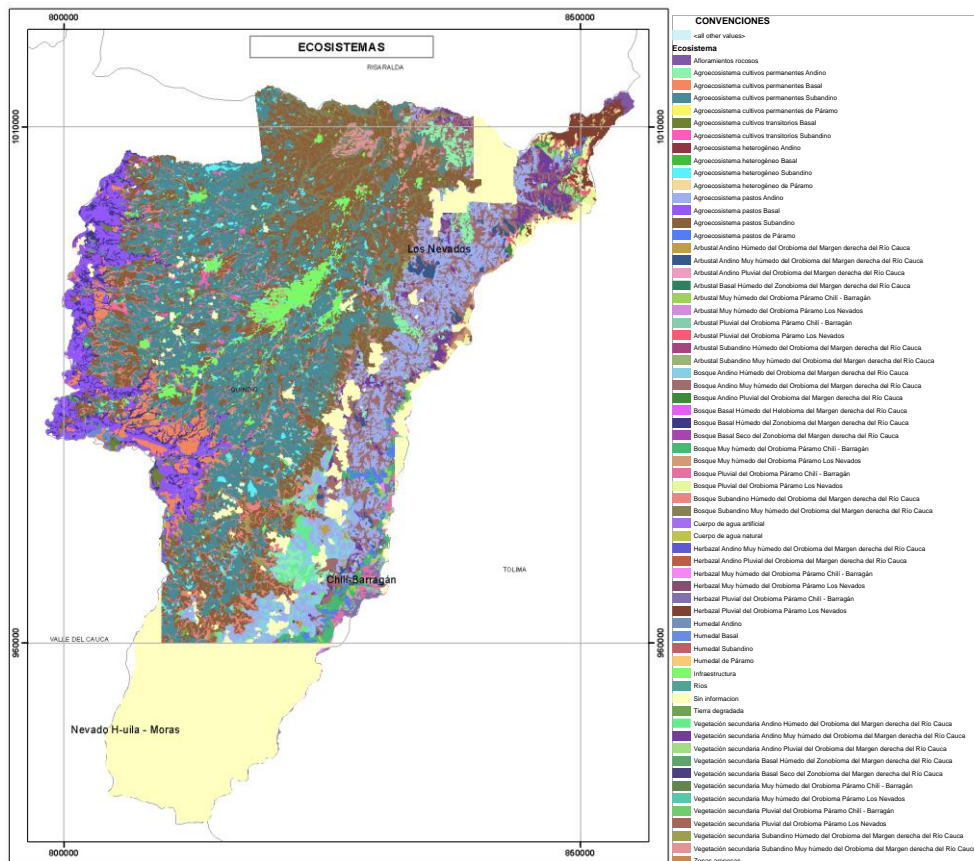 800000
850000
ECOSISTEMAS
RISARALDA
1010000
1010000
Los Nevados
QUINDIO
Chilí-Barragán
TOLIMA
VALLE DEL CAUCA
960000
960000
Nevado H-uila - Moras
800000
850000
CONVENCIONES
<all other values>
Ecosistema
Afloramientos rocosos
Agroecosistema cultivos permanentes Andino
Agroecosistema cultivos permanentes Basal
Agroecosistema cultivos permanentes Subandino
Agroecosistema cultivos permanentes de Páramo
Agroecosistema cultivos transitorios Basal
Agroecosistema cultivos transitorios Subandino
Agroecosistema heterogéneo Andino
Agroecosistema heterogéneo Basal
Agroecosistema heterogéneo Subandino
Agroecosistema heterogéneo de Páramo
Agroecosistema pastos Andino
Agroecosistema pastos Basal
Agroecosistema pastos Subandino
Agroecosistema pastos de Páramo
Arbustal Andino Húmedo del Orobioma del Margen derecha del Río Cauca
Arbustal Andino Muy húmedo del Orobioma del Margen derecha del Río Cauca
Arbustal Andino Pluvial del Orobioma del Margen derecha del Río Cauca
Arbustal Basal Húmedo del Zonobioma del Margen derecha del Río Cauca
Arbustal Muy húmedo del Orobioma Páramo Chilí - Barragán
Arbustal Muy húmedo del Orobioma Páramo Los Nevados
Arbustal Pluvial del Orobioma Páramo Chilí - Barragán
Arbustal Pluvial del Orobioma Páramo Los Nevados
Arbustal Subandino Húmedo del Orobioma del Margen derecha del Río Cauca
Arbustal Subandino Muy húmedo del Orobioma del Margen derecha del Río Cauca
Bosque Andino Húmedo del Orobioma del Margen derecha del Río Cauca
Bosque Andino Muy húmedo del Orobioma del Margen derecha del Río Cauca
Bosque Andino Pluvial del Orobioma del Margen derecha del Río Cauca
Bosque Basal Húmedo del Helobioma del Margen derecha del Río Cauca
Bosque Basal Húmedo del Zonobioma del Margen derecha del Río Cauca
Bosque Basal Seco del Zonobioma del Margen derecha del Río Cauca
Bosque Muy húmedo del Orobioma Páramo Chilí - Barragán
Bosque Muy húmedo del Orobioma Páramo Los Nevados
Bosque Pluvial del Orobioma Páramo Chilí - Barragán
Bosque Pluvial del Orobioma Páramo Los Nevados
Bosque Subandino Húmedo del Orobioma del Margen derecha del Río Cauca
Bosque Subandino Muy húmedo del Orobioma del Margen derecha del Río Cauca
Cuerpo de agua artificial
Cuerpo de agua natural
Herbazal Andino Muy húmedo del Orobioma del Margen derecha del Río Cauca
Herbazal Andino Pluvial del Orobioma del Margen derecha del Río Cauca
Herbazal Muy húmedo del Orobioma Páramo Chilí - Barragán
Herbazal Muy húmedo del Orobioma Páramo Los Nevados
Herbazal Pluvial del Orobioma Páramo Chilí - Barragán
Herbazal Pluvial del Orobioma Páramo Los Nevados
Humedal Andino
Humedal Basal
Humedal Subandino
Humedal de Páramo
Infraestructura
Ríos
Sin informacion
Tierra degradada
Vegetación secundaria Andino Húmedo del Orobioma del Margen derecha del Río Cauca
Vegetación secundaria Andino Muy húmedo del Orobioma del Margen derecha del Río Cauca
Vegetación secundaria Andino Pluvial del Orobioma del Margen derecha del Río Cauca
Vegetación secundaria Basal Húmedo del Zonobioma del Margen derecha del Río Cauca
Vegetación secundaria Basal Seco del Zonobioma del Margen derecha del Río Cauca
Vegetación secundaria Muy húmedo del Orobioma Páramo Chilí - Barragán
Vegetación secundaria Muy húmedo del Orobioma Páramo Los Nevados
Vegetación secundaria Pluvial del Orobioma Páramo Chilí - Barragán
Vegetación secundaria Pluvial del Orobioma Páramo Los Nevados
Vegetación secundaria Subandino Húmedo del Orobioma del Margen derecha del Río Cauca
Vegetación secundaria Subandino Muy húmedo del Orobioma del Margen derecha del Río Cauca